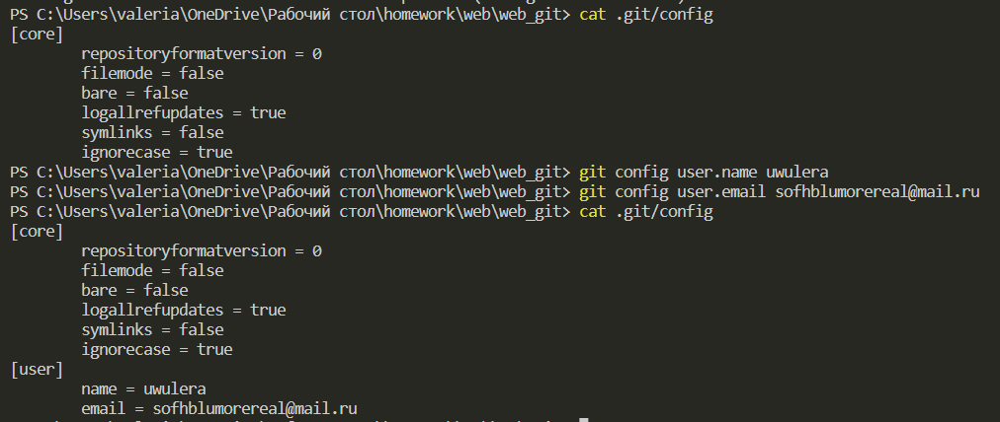 PS C:\Users\valeria\OneDrive\Рабочий стол\homework\web\web_git> cat .git/config
[core]
        repositoryformatversion = 0
        filemode = false
        bare = false
        logallrefupdates = true
        symlinks = false
        ignorecase = true
PS C:\Users\valeria\OneDrive\Рабочий стол\homework\web\web_git> git config user.name uwulera
PS C:\Users\valeria\OneDrive\Рабочий стол\homework\web\web_git> git config user.email sofhblumorereal@mail.ru
PS C:\Users\valeria\OneDrive\Рабочий стол\homework\web\web_git> cat .git/config
[core]
        repositoryformatversion = 0
        filemode = false
        bare = false
        logallrefupdates = true
        symlinks = false
        ignorecase = true
[user]
        name = uwulera
        email = sofhblumorereal@mail.ru